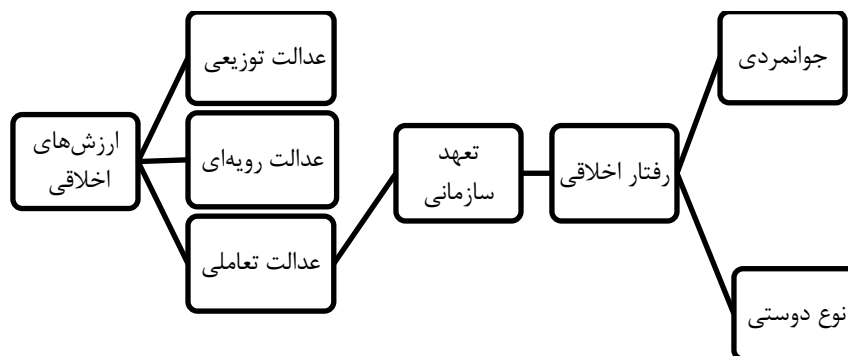 عدالت توزیعی
جوانمردی
ارزش‌های
اخلاقی
عدالت رویه‌ای
تعهد
سازمانی
رفتار اخلاقی
عدالت تعاملی
نوع دوستی